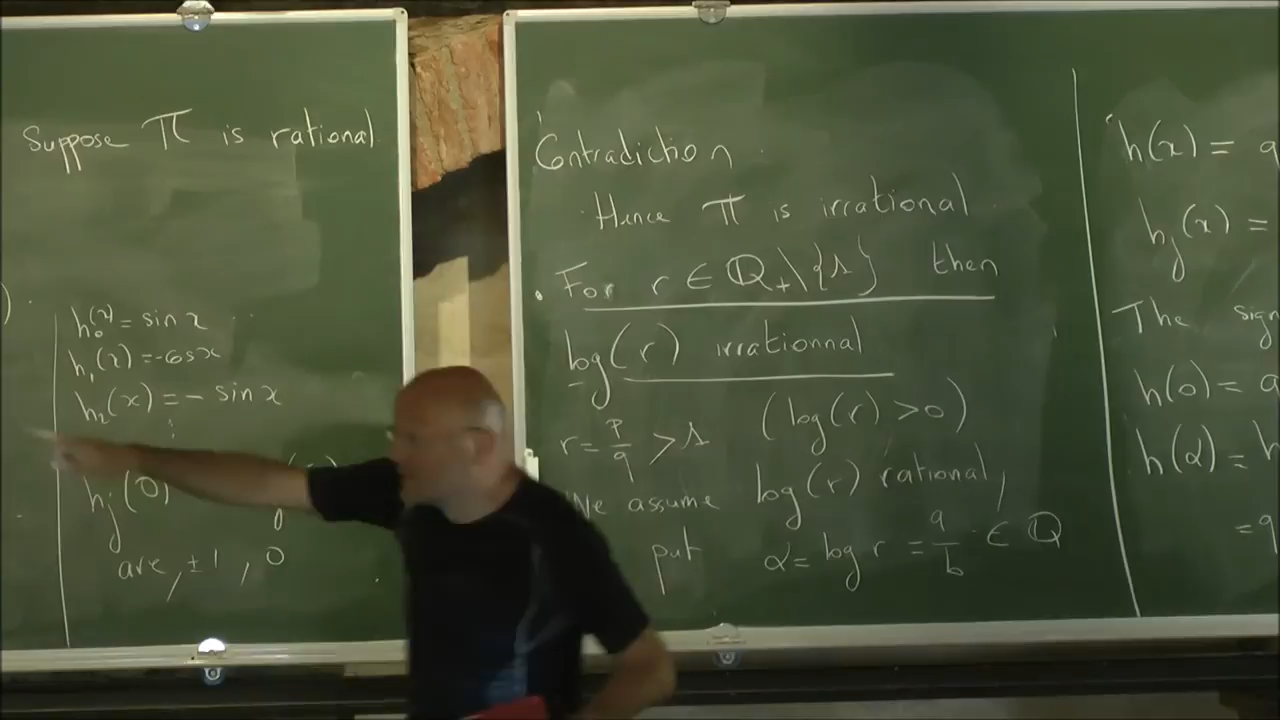 Suppose π is rational
h₀(x) = sin x ..
h₁(x) = -cos x
h₂(x) = - sin x
⋮
hⱼ(0)
are, ±1, 0
Contradiction.
Hence π is irrational.
. For r ∈ ℚ₊\{1} then
log(r) irrationnal
r = p/q > 1 (log(r) > 0)
We assume log(r) rational,
put α = log r = a/b ∈ ℚ
h(x) =
hⱼ(x) =
The sign
h(0) = a
h(α) = h
= q